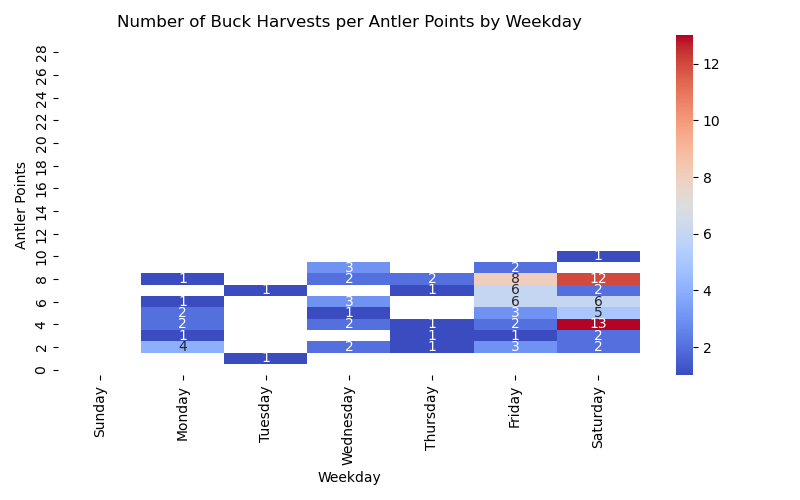 Number of Buck Harvests per Antler Points by Weekday
28
26
24
22
20
18
16
14
12
10
8
6
4
2
0
Antler Points
1
3 2
1 2 2 8 12
1 1 6 2
1 3 6 6
2 1 3 5
2 2 1 2 13
1 1 1 2
4 2 1 3 2
1
Sunday Monday Tuesday Wednesday Thursday Friday Saturday
Weekday
12
10
8
6
4
2